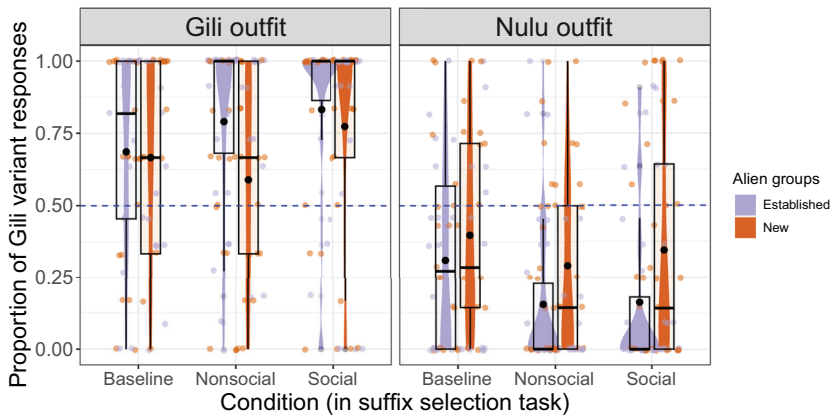 Gili outfit
Nulu outfit
Proportion of Gili variant responses
1.00
0.75
0.50
0.25
0.00
Baseline
Nonsocial
Social
Baseline
Nonsocial
Social
Condition (in suffix selection task)
Alien groups
Established
New